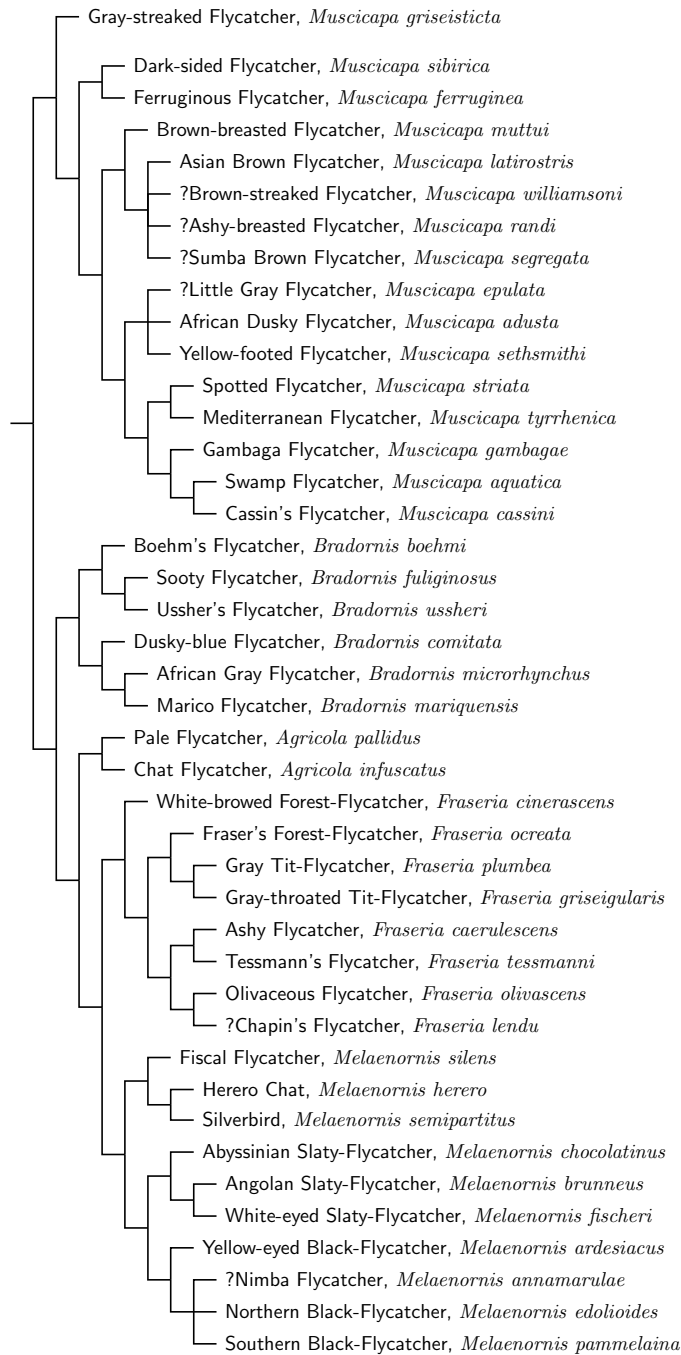 Gray-streaked Flycatcher, Muscicapa griseisticta
Dark-sided Flycatcher, Muscicapa sibirica
Ferruginous Flycatcher, Muscicapa ferruginea
Brown-breasted Flycatcher, Muscicapa muttui
Asian Brown Flycatcher, Muscicapa latirostris
?Brown-streaked Flycatcher, Muscicapa williamsoni
?Ashy-breasted Flycatcher, Muscicapa randi
?Sumba Brown Flycatcher, Muscicapa segregata
?Little Gray Flycatcher, Muscicapa epulata
African Dusky Flycatcher, Muscicapa adusta
Yellow-footed Flycatcher, Muscicapa sethsmithi
Spotted Flycatcher, Muscicapa striata
Mediterranean Flycatcher, Muscicapa tyrrhenica
Gambaga Flycatcher, Muscicapa gambagae
Swamp Flycatcher, Muscicapa aquatica
Cassin's Flycatcher, Muscicapa cassini
Boehm's Flycatcher, Bradornis boehmi
Sooty Flycatcher, Bradornis fuliginosus
Ussher's Flycatcher, Bradornis ussheri
Dusky-blue Flycatcher, Bradornis comitata
African Gray Flycatcher, Bradornis microrhynchus
Marico Flycatcher, Bradornis mariquensis
Pale Flycatcher, Agricola pallidus
Chat Flycatcher, Agricola infuscatus
White-browed Forest-Flycatcher, Fraseria cinerascens
Fraser's Forest-Flycatcher, Fraseria ocreata
Gray Tit-Flycatcher, Fraseria plumbea
Gray-throated Tit-Flycatcher, Fraseria griseigularis
Ashy Flycatcher, Fraseria caerulescens
Tessmann's Flycatcher, Fraseria tessmanni
Olivaceous Flycatcher, Fraseria olivascens
?Chapin's Flycatcher, Fraseria lendu
Fiscal Flycatcher, Melaenornis silens
Herero Chat, Melaenornis herero
Silverbird, Melaenornis semipartitus
Abyssinian Slaty-Flycatcher, Melaenornis chocolatinus
Angolan Slaty-Flycatcher, Melaenornis brunneus
White-eyed Slaty-Flycatcher, Melaenornis fischeri
Yellow-eyed Black-Flycatcher, Melaenornis ardesiacus
?Nimba Flycatcher, Melaenornis annamarulae
Northern Black-Flycatcher, Melaenornis edolioides
Southern Black-Flycatcher, Melaenornis pammelaina